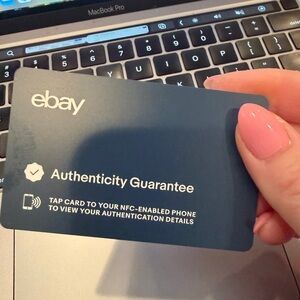 MacBook Pro
ebay
Authenticity Guarantee
TAP CARD TO YOUR NFC-ENABLED PHONE
TO VIEW YOUR AUTHENTICATION DETAILS